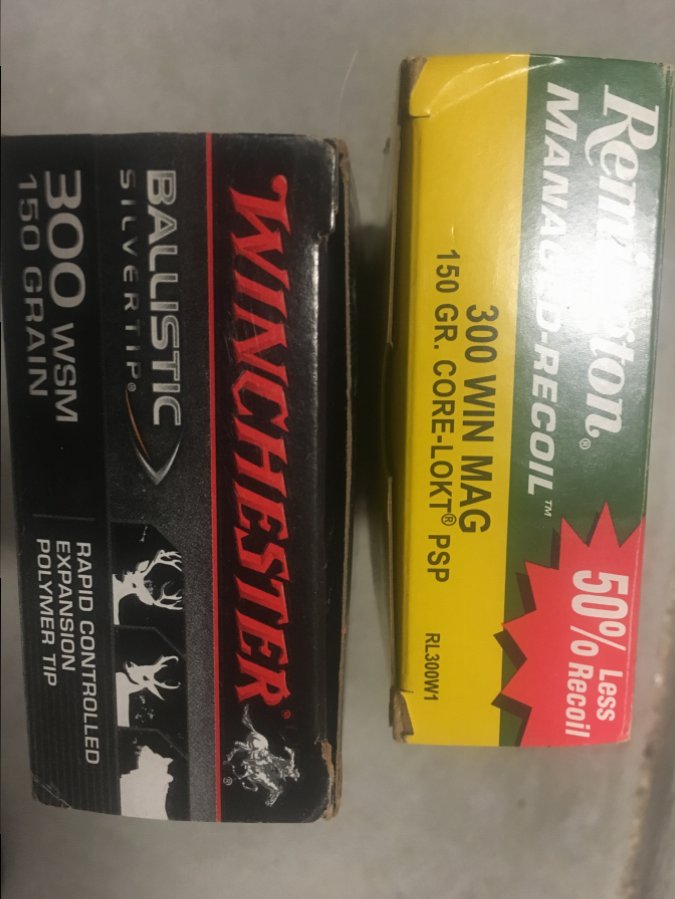 WINCHESTER®
BALLISTIC
SILVERTIP®
300 WSM
150 GRAIN
RAPID CONTROLLED
EXPANSION
POLYMER TIP
®
Remington®
MANAGED-RECOIL™
50%
Less
Recoil
300 WIN MAG
150 GR. CORE-LOKT® PSP
RL300W1